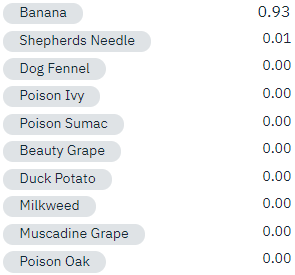 Banana 0.93
Shepherds Needle 0.01
Dog Fennel 0.00
Poison Ivy 0.00
Poison Sumac 0.00
Beauty Grape 0.00
Duck Potato 0.00
Milkweed 0.00
Muscadine Grape 0.00
Poison Oak 0.00